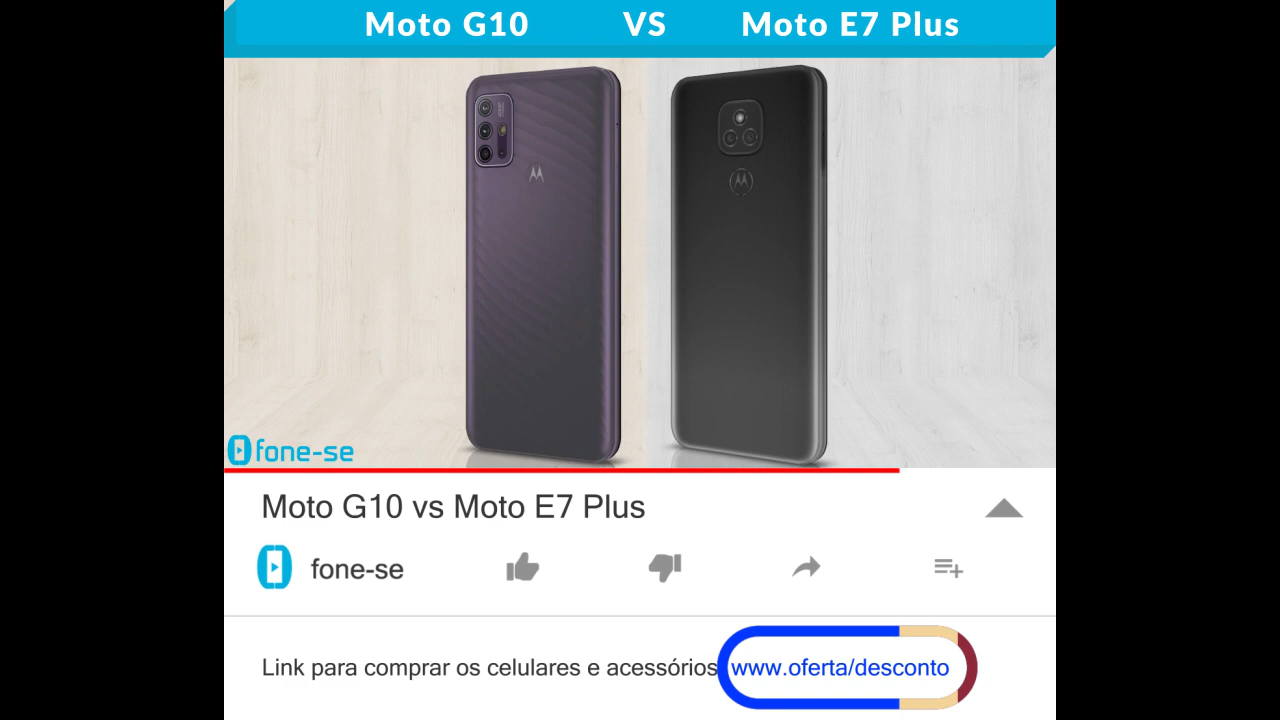 Moto G10 VS Moto E7 Plus
fone-se
Moto G10 vs Moto E7 Plus
fone-se
Link para comprar os celulares e acessórios www.oferta/desconto